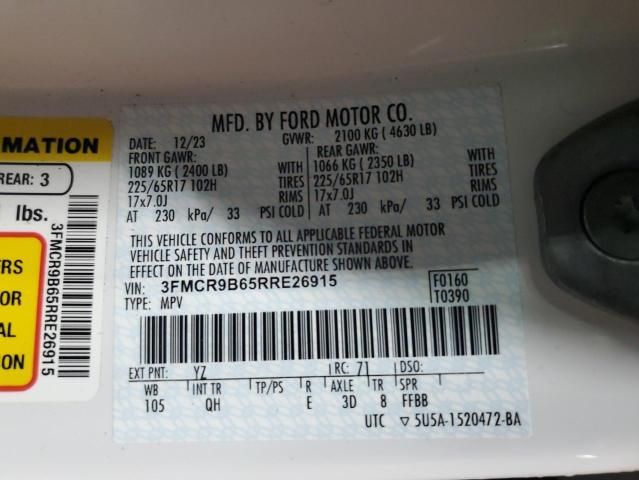 MATION
REAR: 3
lbs.
ERS
OR
AL
ION
3FMCR9B65RRE26915
MFD. BY FORD MOTOR CO.
DATE: 12/23 GVWR: 2100 KG ( 4630 LB)
FRONT GAWR: REAR GAWR:
1089 KG ( 2400 LB) WITH 1066 KG ( 2350 LB) WITH
225/65R17 102H TIRES 225/65R17 102H TIRES
17x7.0J RIMS 17x7.0J RIMS
AT 230 kPa/ 33 PSI COLD AT 230 kPa/ 33 PSI COLD
THIS VEHICLE CONFORMS TO ALL APPLICABLE FEDERAL MOTOR
VEHICLE SAFETY AND THEFT PREVENTION STANDARDS IN
EFFECT ON THE DATE OF MANUFACTURE SHOWN ABOVE.
VIN: 3FMCR9B65RRE26915 F0160
TYPE: MPV T0390
EXT PNT: YZ RC: 71 DSO:
WB INT TR TP/PS R AXLE TR SPR
105 QH E 3D 8 FFBB
UTC ▽ 5U5A-1520472-BA